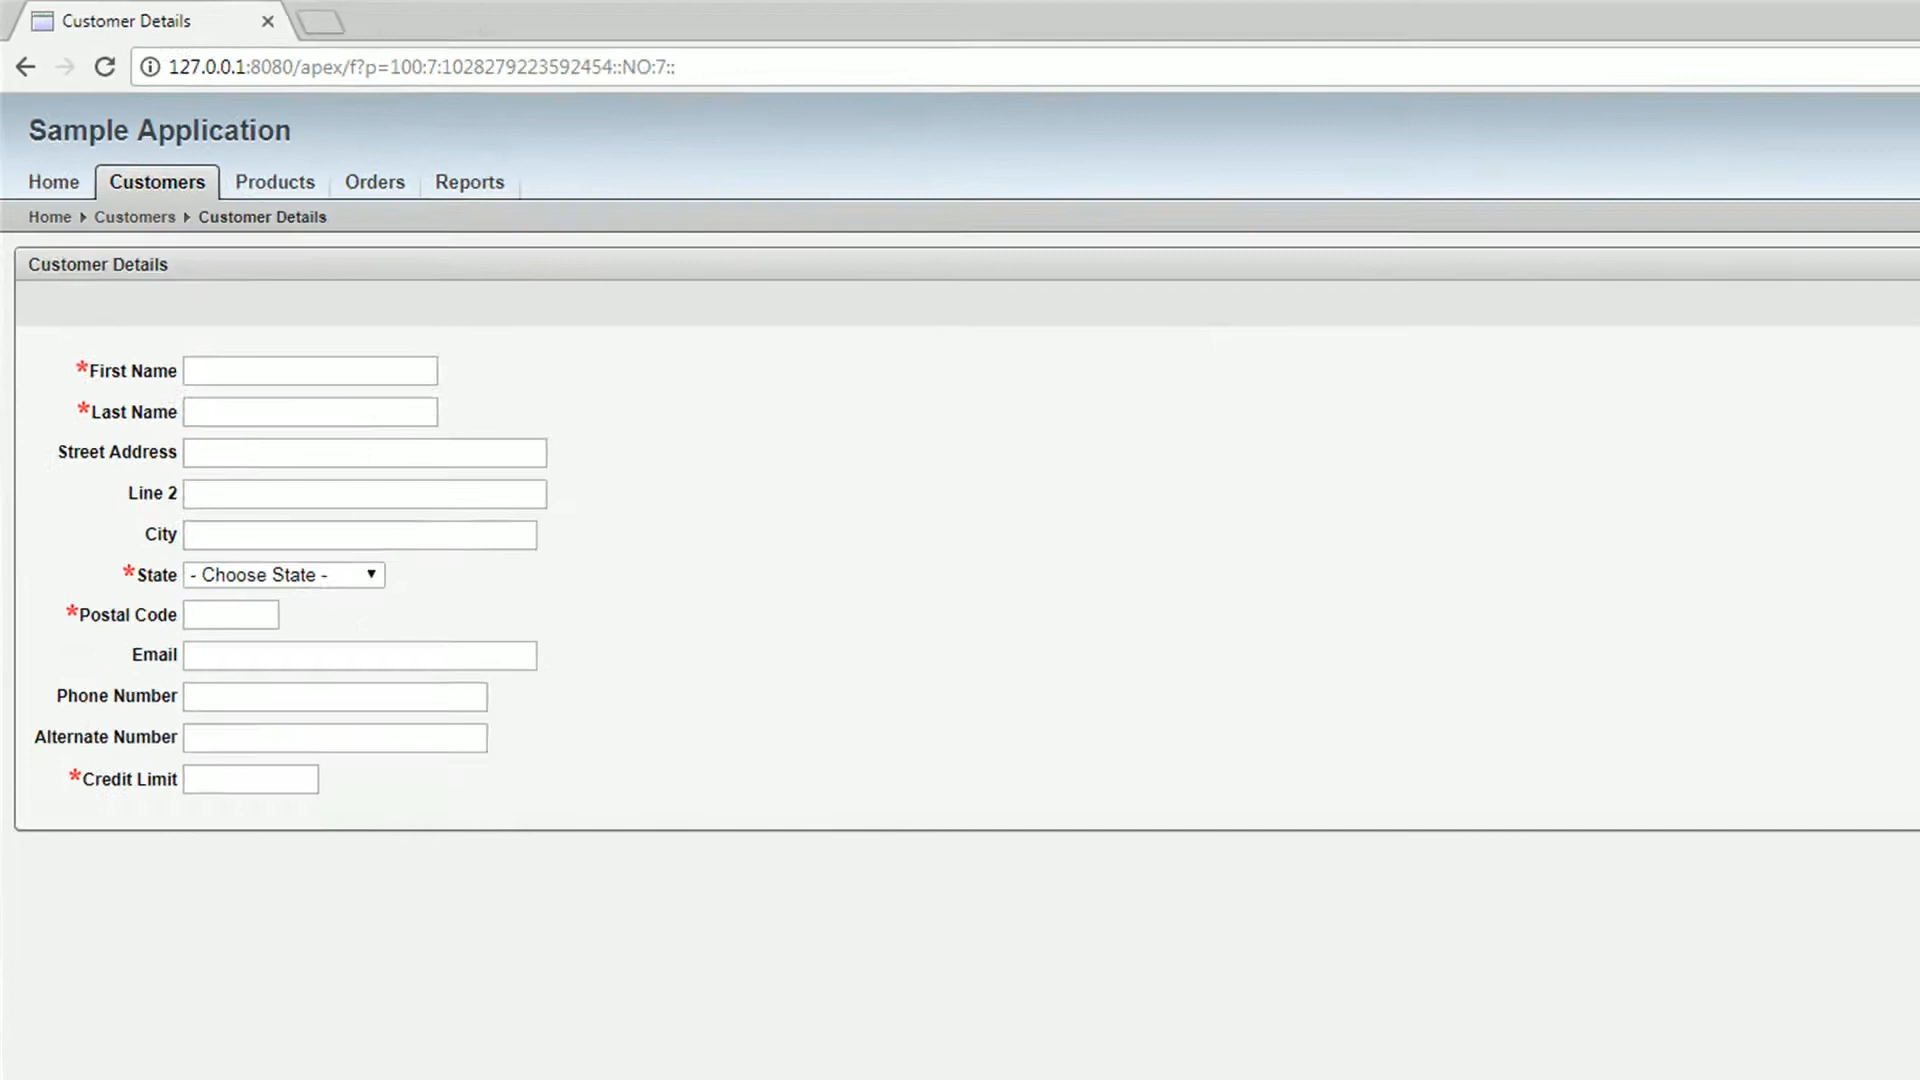 Customer Details
127.0.0.1:8080/apex/f?p=100:7:1028279223592454::NO:7::
Sample Application
Home Customers Products Orders Reports
Home Customers Customer Details
Customer Details
*First Name
*Last Name
Street Address
Line 2
City
*State - Choose State -
*Postal Code
Email
Phone Number
Alternate Number
*Credit Limit